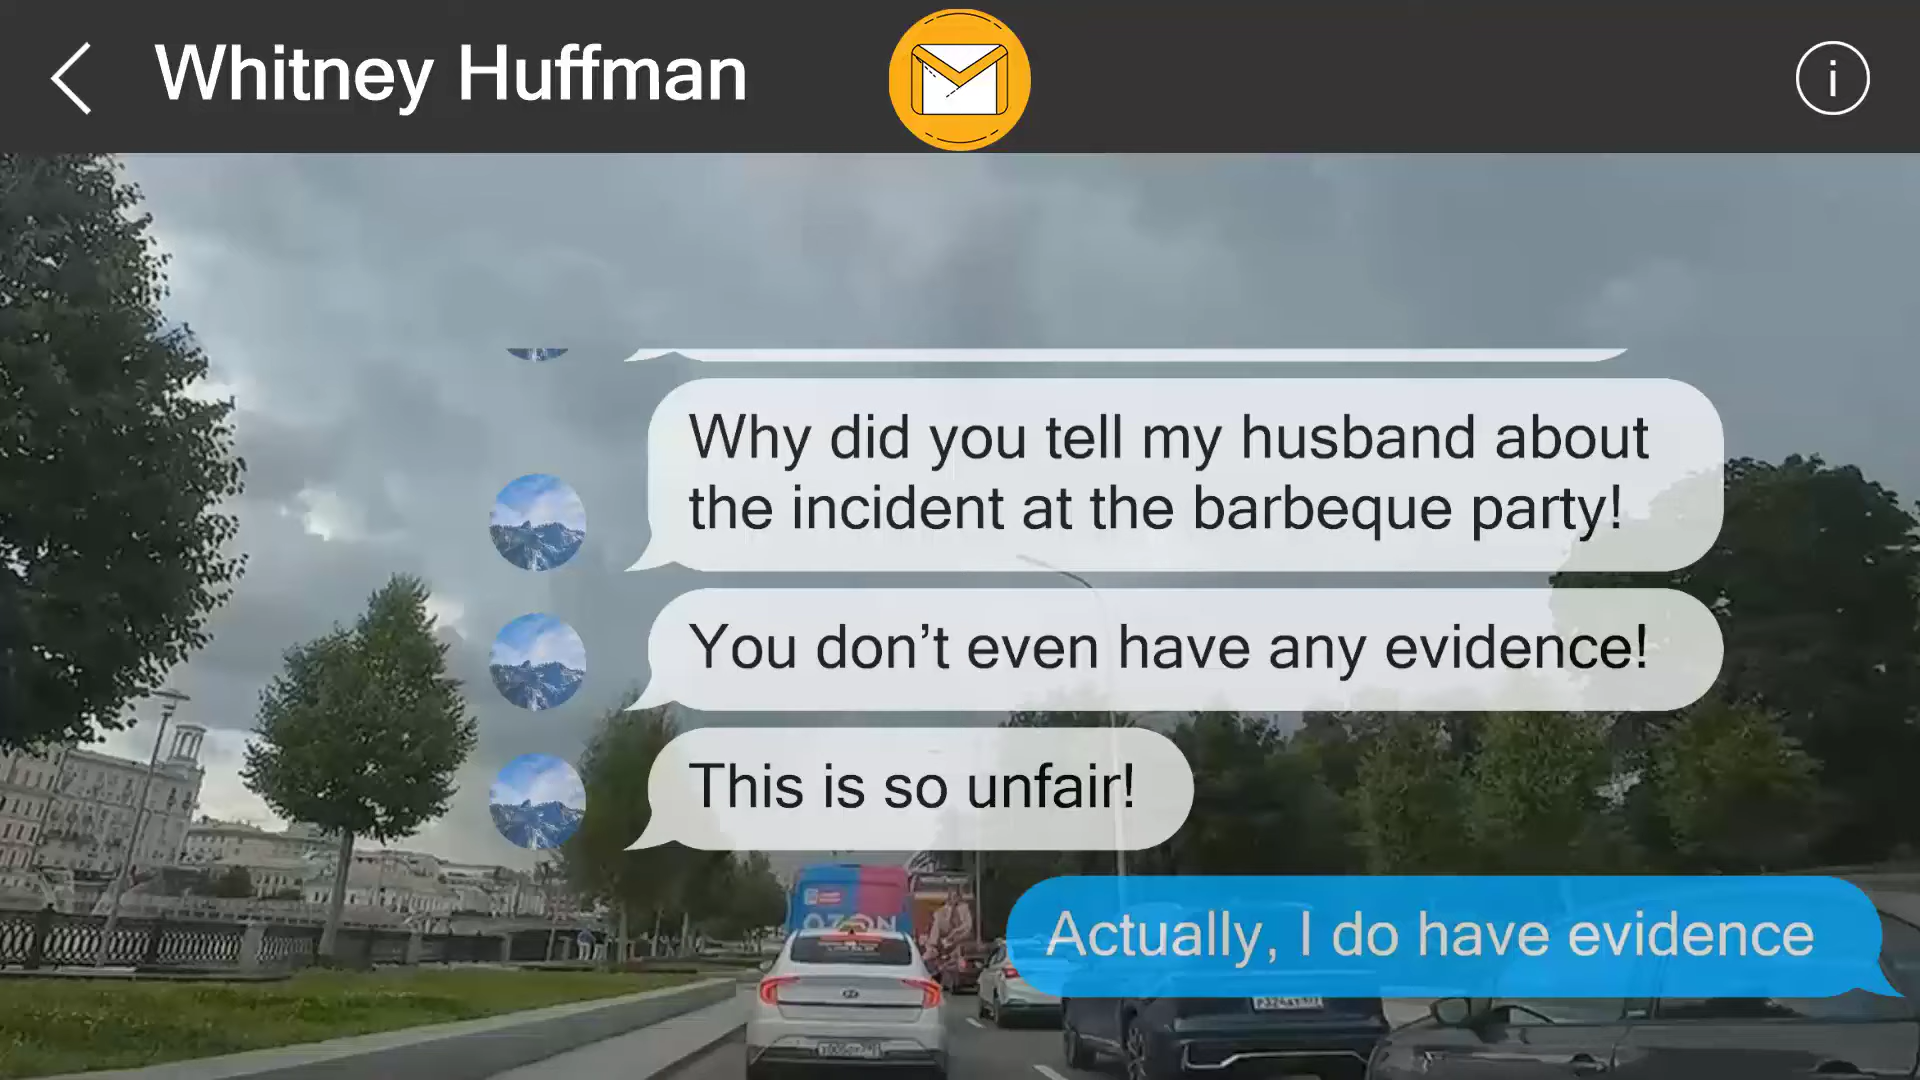 Whitney Huffman
Why did you tell my husband about
the incident at the barbeque party!
You don’t even have any evidence!
This is so unfair!
Actually, I do have evidence
OZON